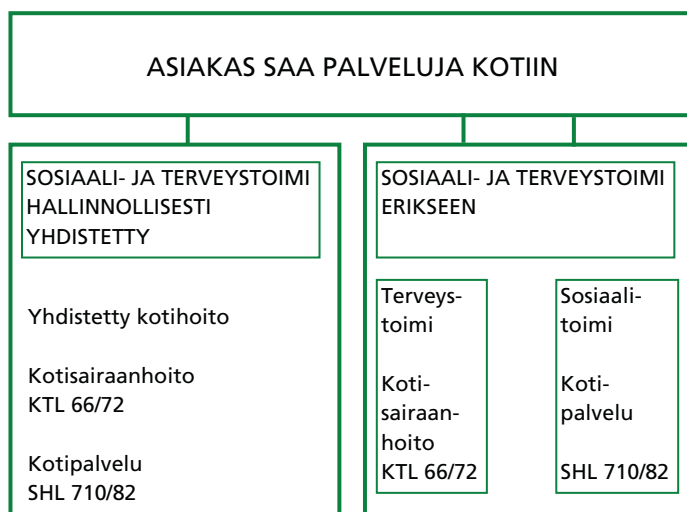 ASIAKAS SAA PALVELUJA KOTIIN
SOSIAALI- JA TERVEYSTOIMI
HALLINNOLLISESTI
YHDISTETTY
Yhdistetty kotihoito
Kotisairaanhoito
KTL 66/72
Kotipalvelu
SHL 710/82
SOSIAALI- JA TERVEYSTOIMI
ERIKSEEN
Terveys-
toimi
Koti-
sairaan-
hoito
KTL 66/72
Sosiaali-
toimi
Koti-
palvelu
SHL 710/82